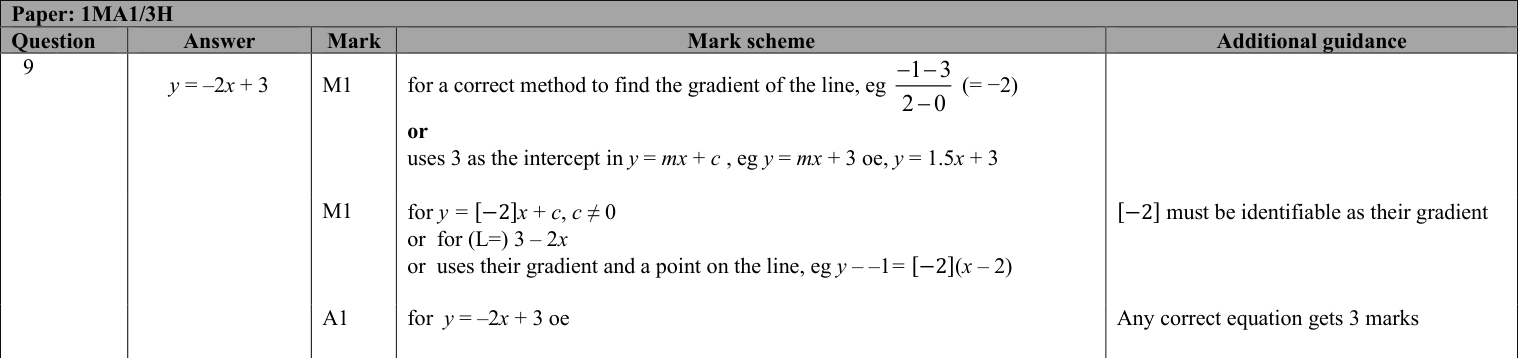 Paper: 1MA1/3H
Question Answer Mark Mark scheme Additional guidance
9
y = –2x + 3 M1 for a correct method to find the gradient of the line, eg (−1−3)/(2−0) (= −2)
or
uses 3 as the intercept in y = mx + c , eg y = mx + 3 oe, y = 1.5x + 3
M1 for y = [−2]x + c, c ≠ 0 [−2] must be identifiable as their gradient
or for (L=) 3 – 2x
or uses their gradient and a point on the line, eg y – –1= [−2](x – 2)
A1 for y = –2x + 3 oe Any correct equation gets 3 marks